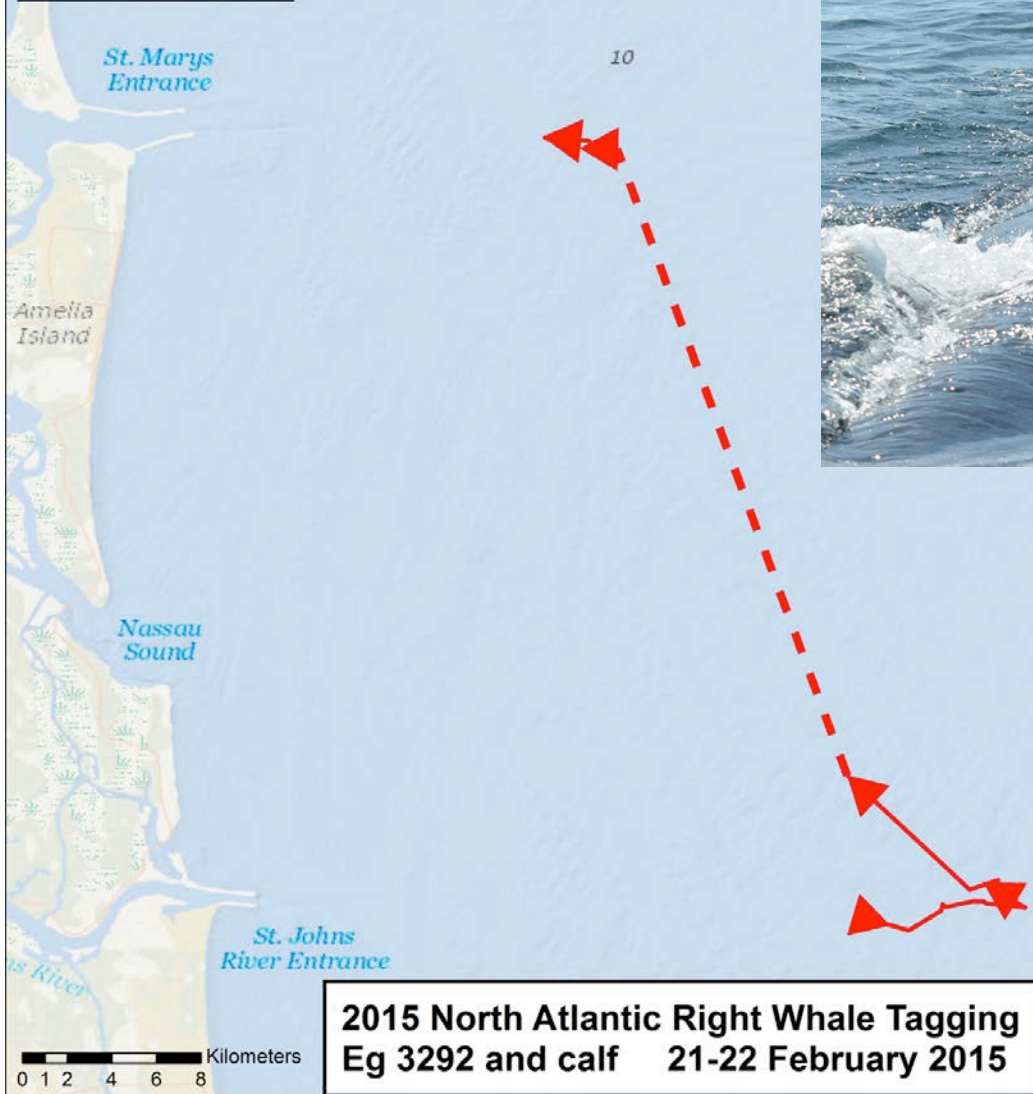 St. Marys
Entrance
10
Amelia
Island
Nassau
Sound
St. Johns
River Entrance
ns River
Kilometers
0 1 2 4 6 8
2015 North Atlantic Right Whale Tagging
Eg 3292 and calf 21-22 February 2015